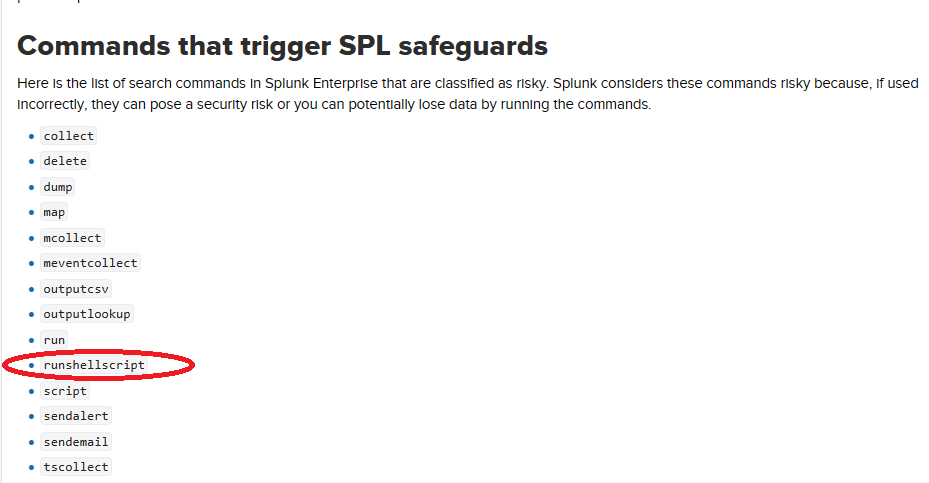 Commands that trigger SPL safeguards
Here is the list of search commands in Splunk Enterprise that are classified as risky. Splunk considers these commands risky because, if used
incorrectly, they can pose a security risk or you can potentially lose data by running the commands.
collect
delete
dump
map
mcollect
meventcollect
outputcsv
outputlookup
run
runshellscript
script
sendalert
sendemail
tscollect